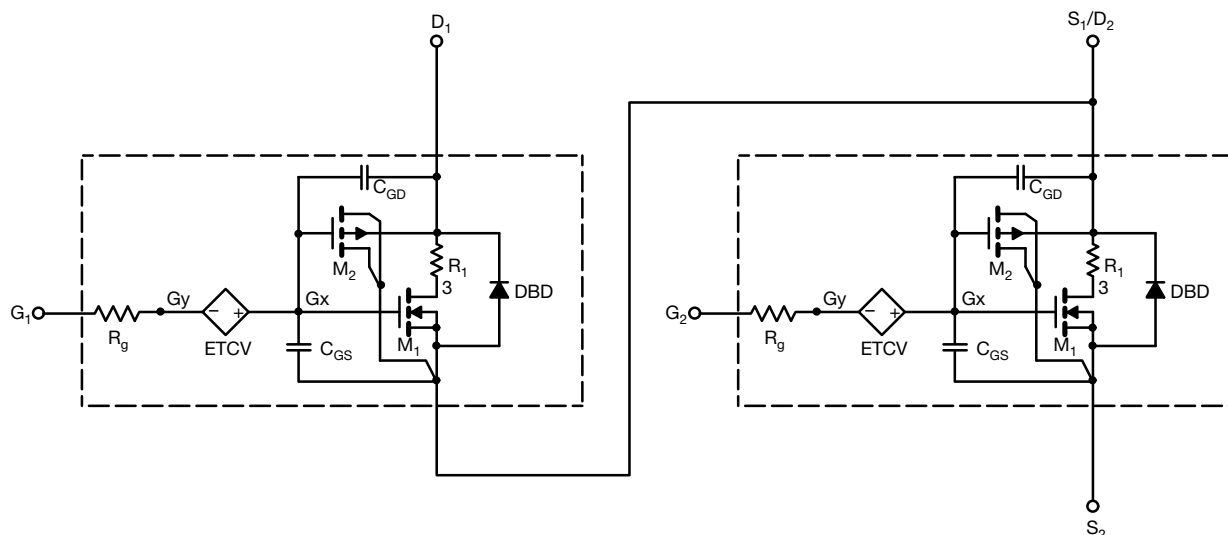 D1
S1/D2
CGD
CGD
M2
R1
M2
R1
3
3
DBD
DBD
G1
Gy
Gx
G2
Gy
Gx
Rg
ETCV
CGS
M1
Rg
ETCV
CGS
M1
− +
− +
S2